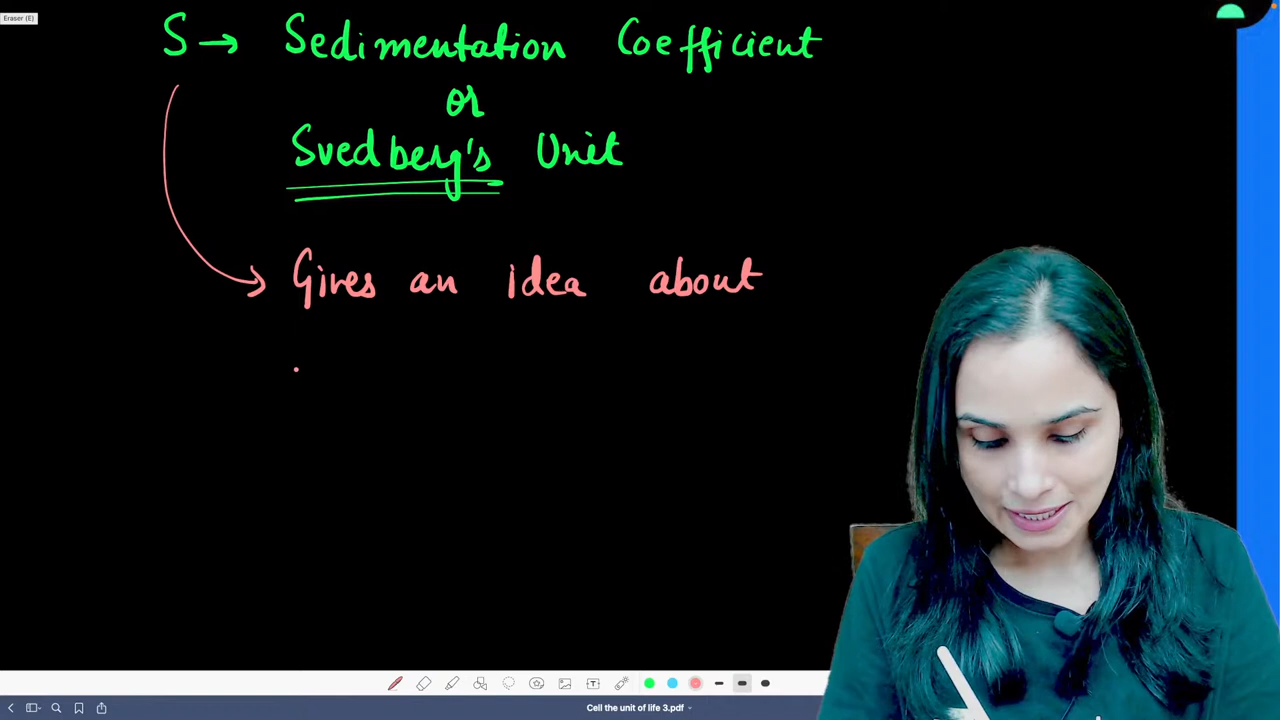 Eraser (E)
S → Sedimentation Coefficient
or
Svedberg's Unit
Gives an idea about
Cell the unit of life 3.pdf